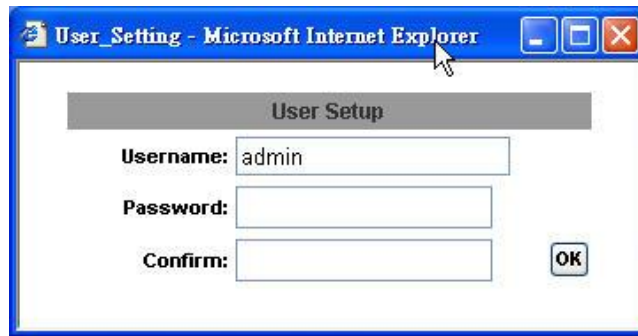 User_Setting - Microsoft Internet Explorer
User Setup
Username: admin
Password:
Confirm:
OK